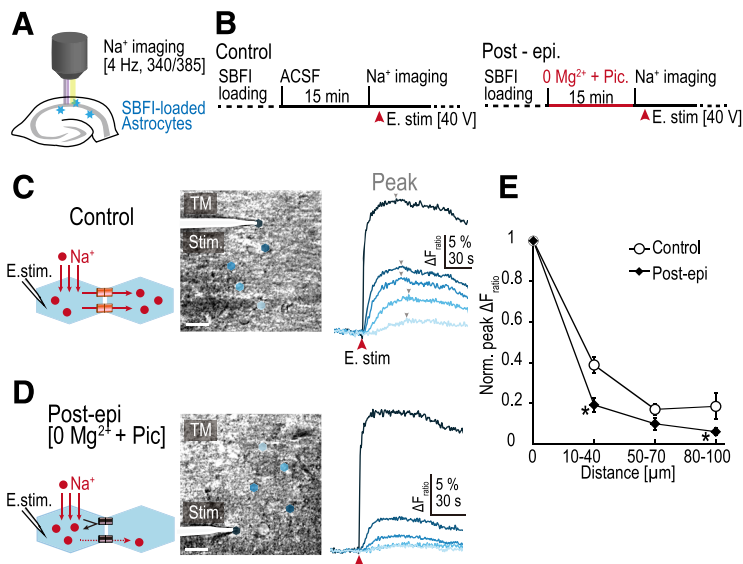 A
Na⁺ imaging
[4 Hz, 340/385]
SBFI-loaded
Astrocytes
B
Control
SBFI
loading
ACSF
15 min
Na⁺ imaging
E. stim [40 V]
Post - epi.
SBFI
loading
0 Mg²⁺ + Pic.
15 min
Na⁺ imaging
E. stim [40 V]
C
Control
Na⁺
E.stim.
TM
Stim.
Peak
ΔF ratio
5 %
30 s
E. stim
D
Post-epi
[0 Mg²⁺ + Pic]
Na⁺
E.stim.
TM
Stim.
ΔF ratio
5 %
30 s
E
Norm. peak ΔF ratio
1
0.8
0.6
0.4
0.2
0
Control
Post-epi
*
*
0
10-40
50-70
80-100
Distance [µm]